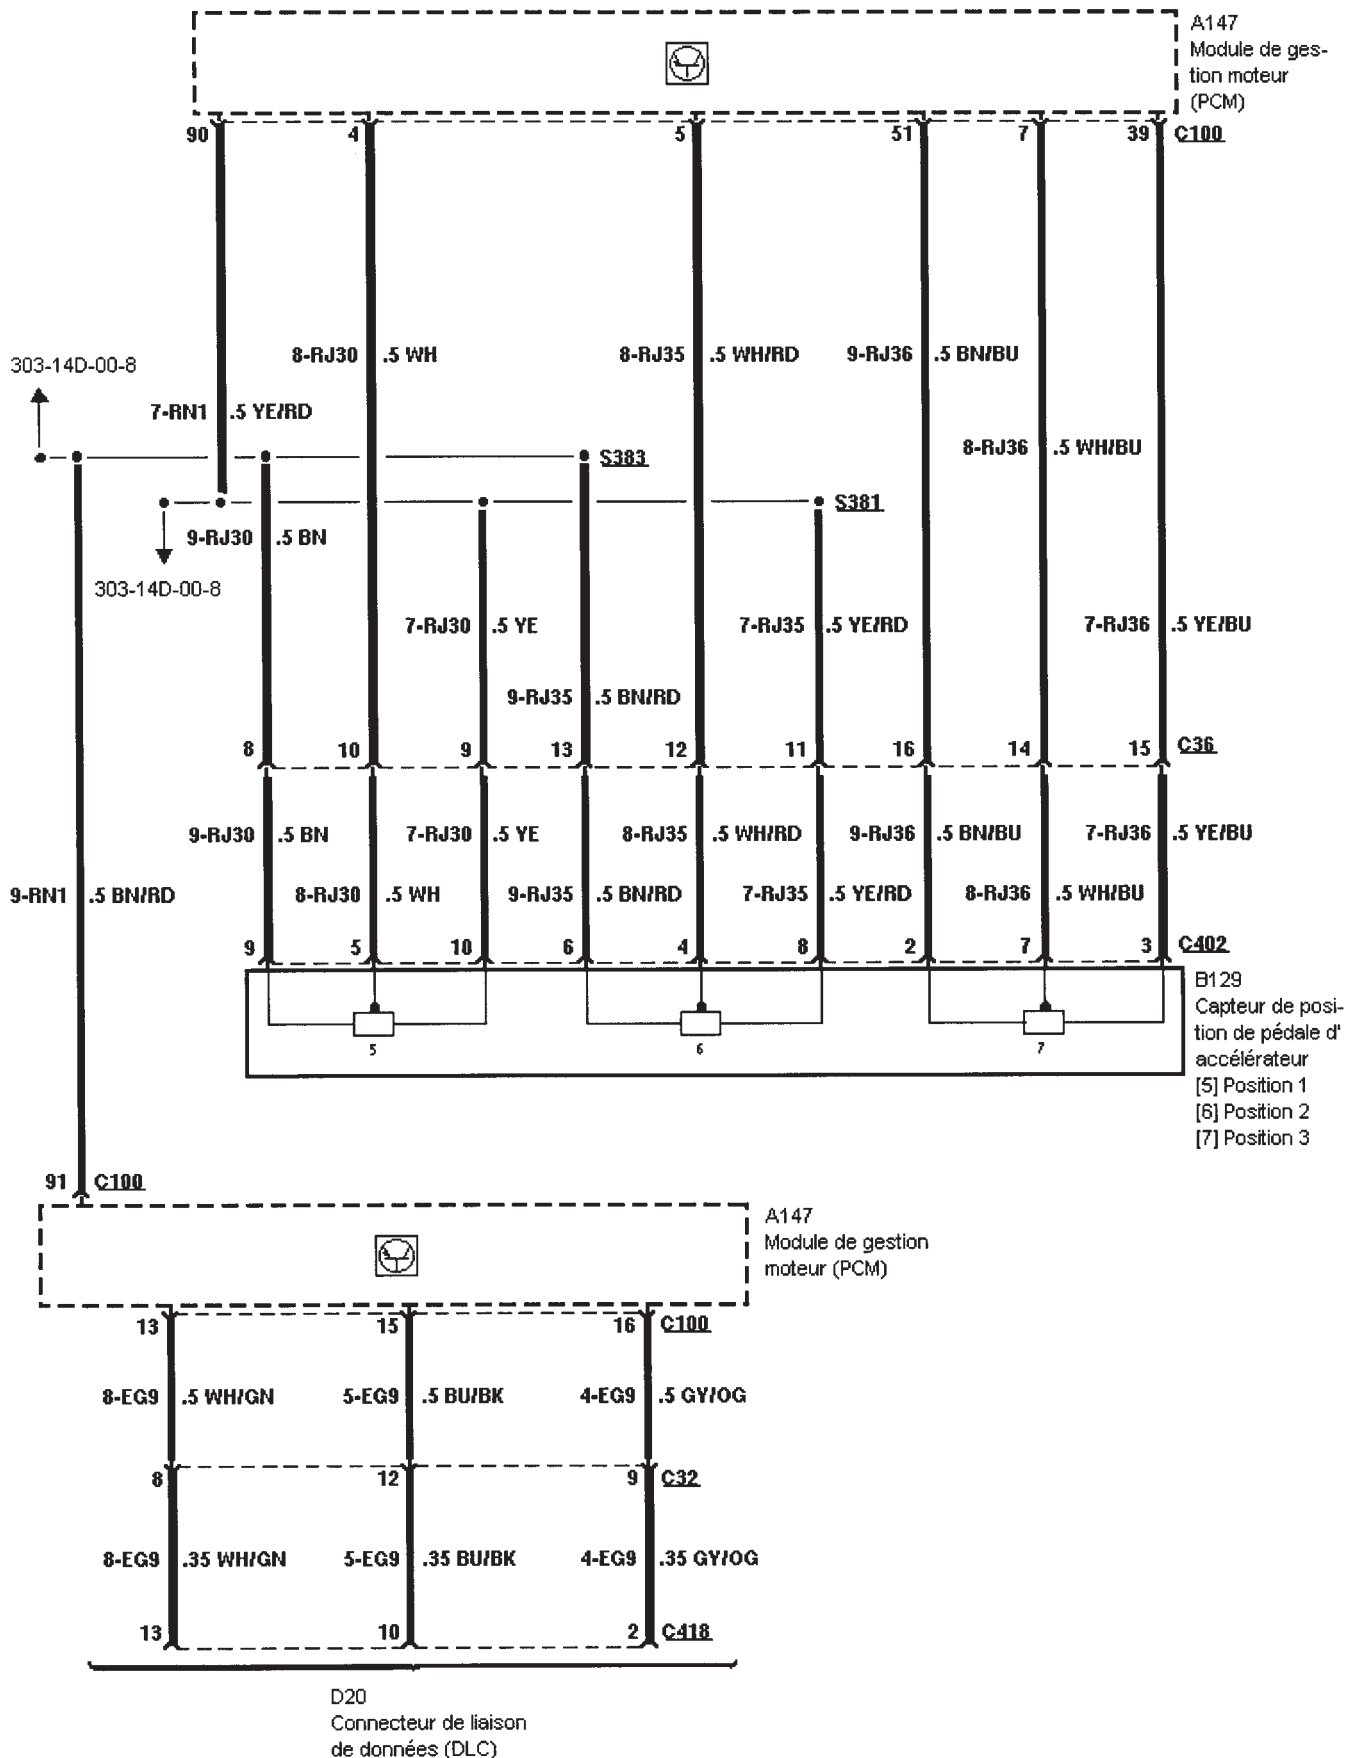 A147
Module de ges-
tion moteur
(PCM)
90 4 5 51 7 39 C100
8-RJ30 .5 WH 8-RJ35 .5 WH/RD 9-RJ36 .5 BN/BU
303-14D-00-8
7-RN1 .5 YE/RD
8-RJ36 .5 WH/BU
S383
S381
9-RJ30 .5 BN
303-14D-00-8
7-RJ30 .5 YE 7-RJ35 .5 YE/RD 7-RJ36 .5 YE/BU
9-RJ35 .5 BN/RD
8 10 9 13 12 11 16 14 15 C36
9-RJ30 .5 BN 7-RJ30 .5 YE 8-RJ35 .5 WH/RD 9-RJ36 .5 BN/BU 7-RJ36 .5 YE/BU
9-RN1 .5 BN/RD 8-RJ30 .5 WH 9-RJ35 .5 BN/RD 7-RJ35 .5 YE/RD 8-RJ36 .5 WH/BU
9 5 10 6 4 8 2 7 3 C402
B129
Capteur de posi-
tion de pédale d'
accélérateur
[5] Position 1
[6] Position 2
[7] Position 3
5 6 7
91 C100
A147
Module de gestion
moteur (PCM)
13 15 16 C100
8-EG9 .5 WH/GN 5-EG9 .5 BU/BK 4-EG9 .5 GY/OG
8 12 9 C32
8-EG9 .35 WH/GN 5-EG9 .35 BU/BK 4-EG9 .35 GY/OG
13 10 2 C418
D20
Connecteur de liaison
de données (DLC)